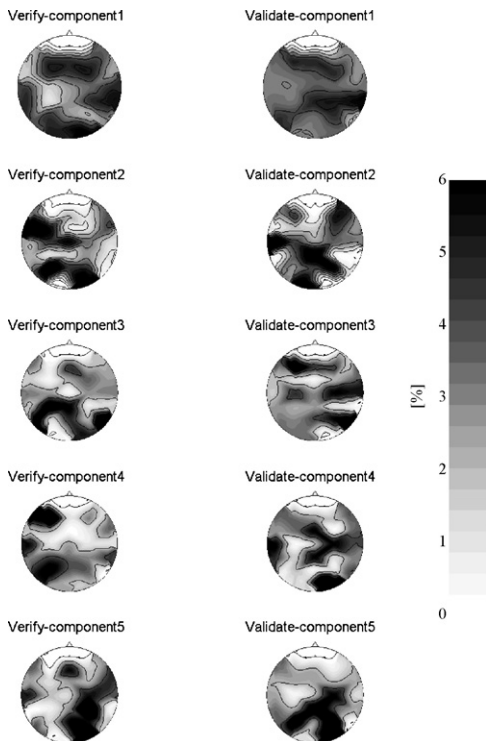 Verify-component1 Validate-component1
Verify-component2 Validate-component2
6
5
Verify-component3 Validate-component3
4
3
[%]
2
Verify-component4 Validate-component4
1
0
Verify-component5 Validate-component5